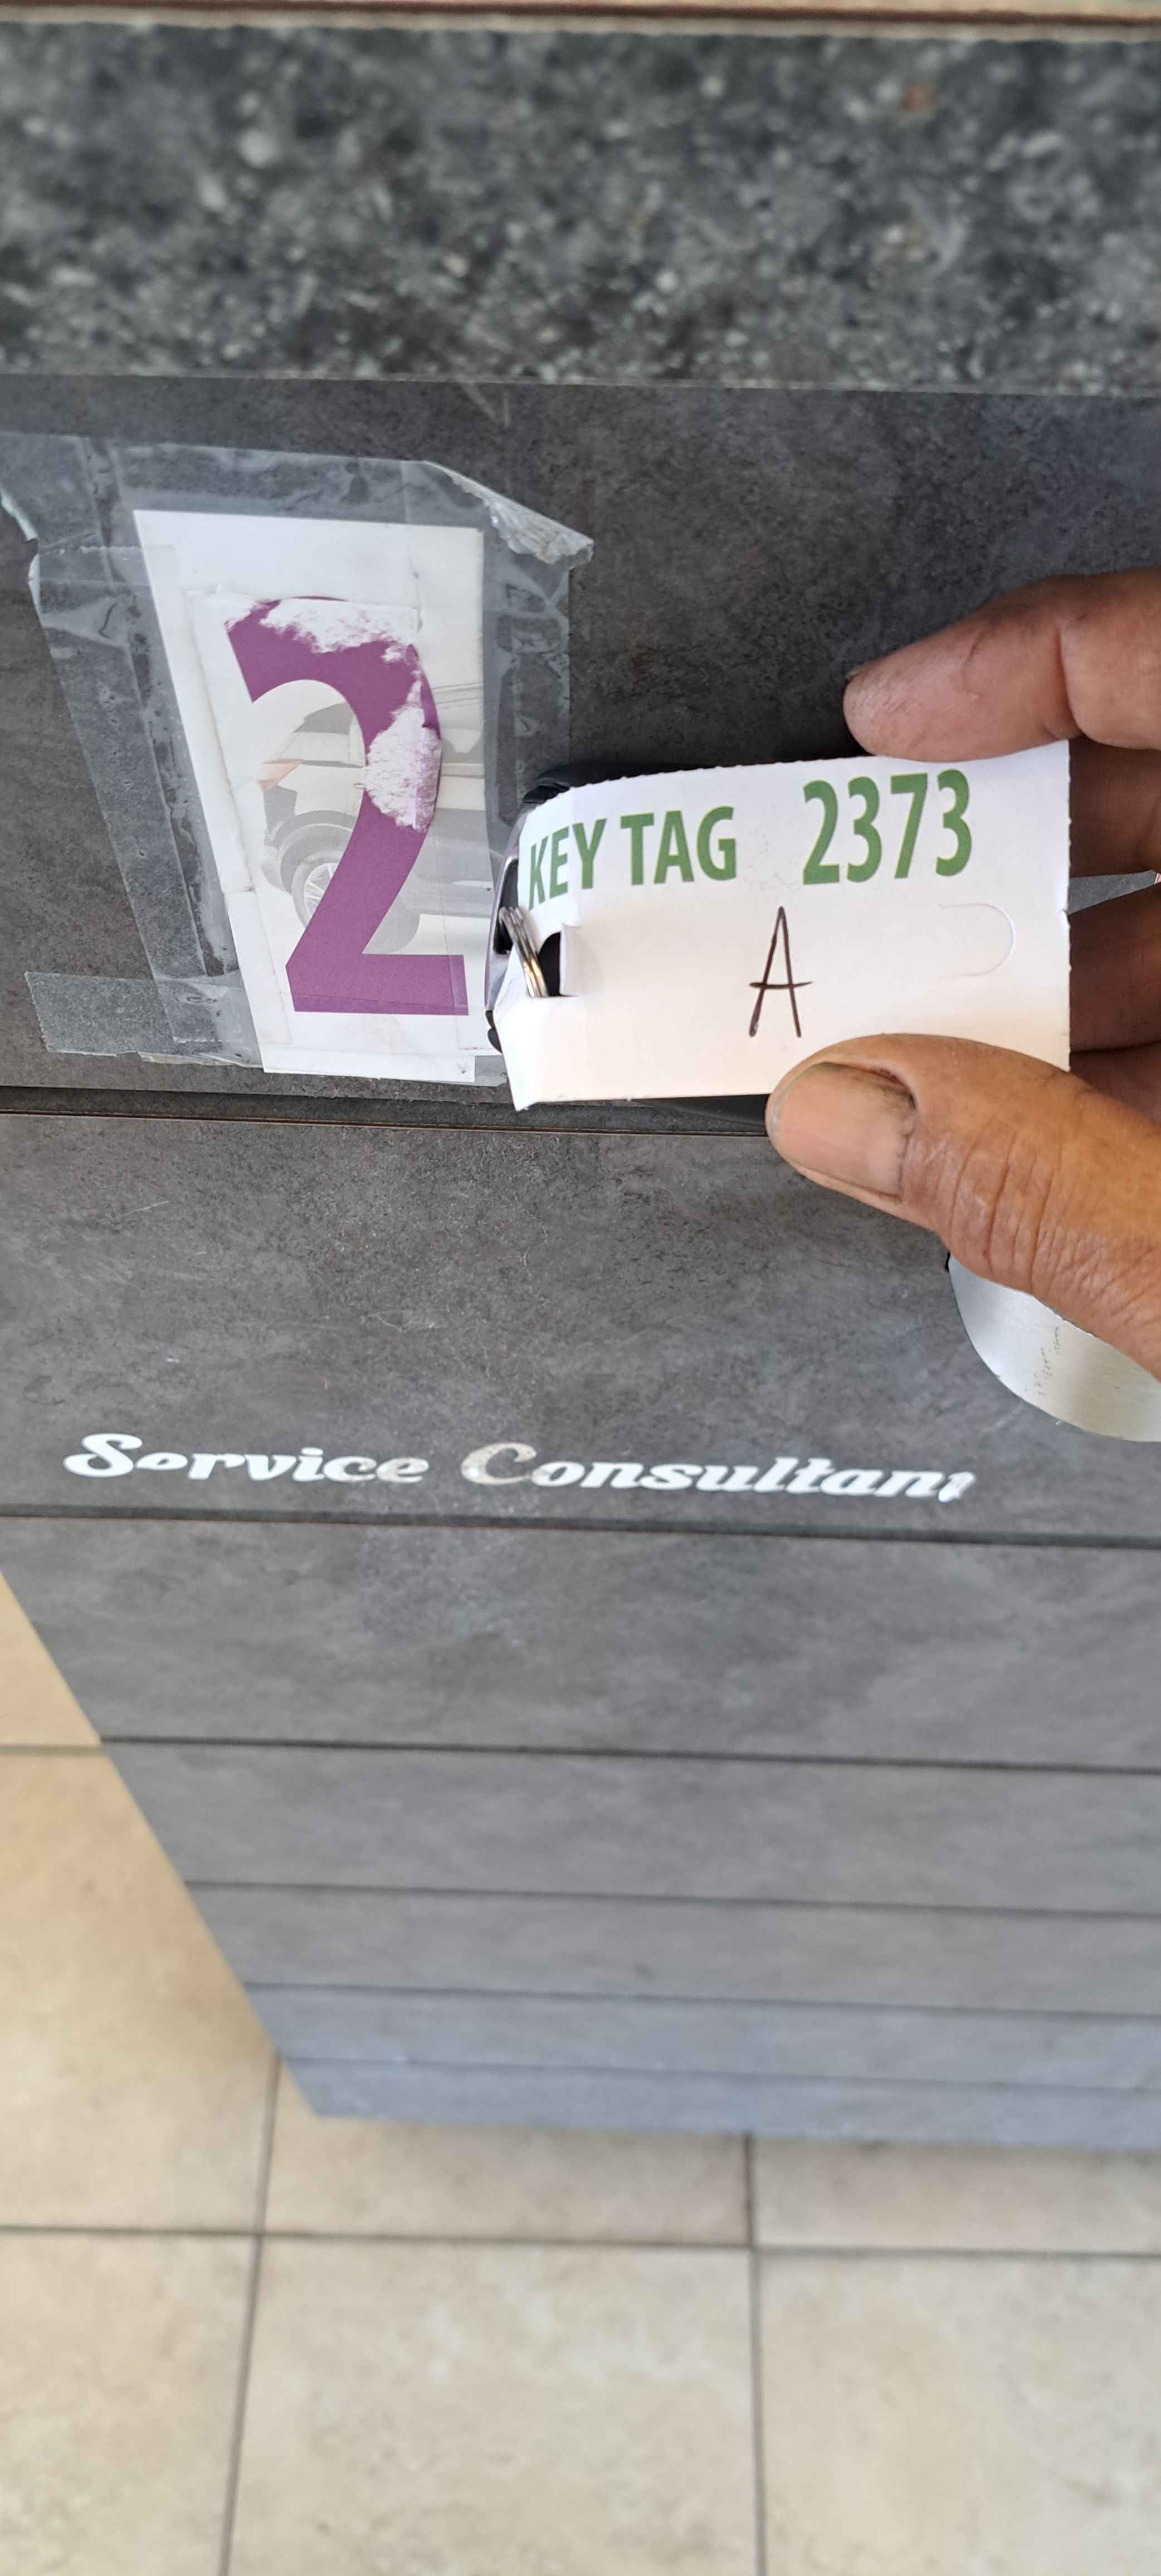 2
KEY TAG 2373
A
Service Consultant